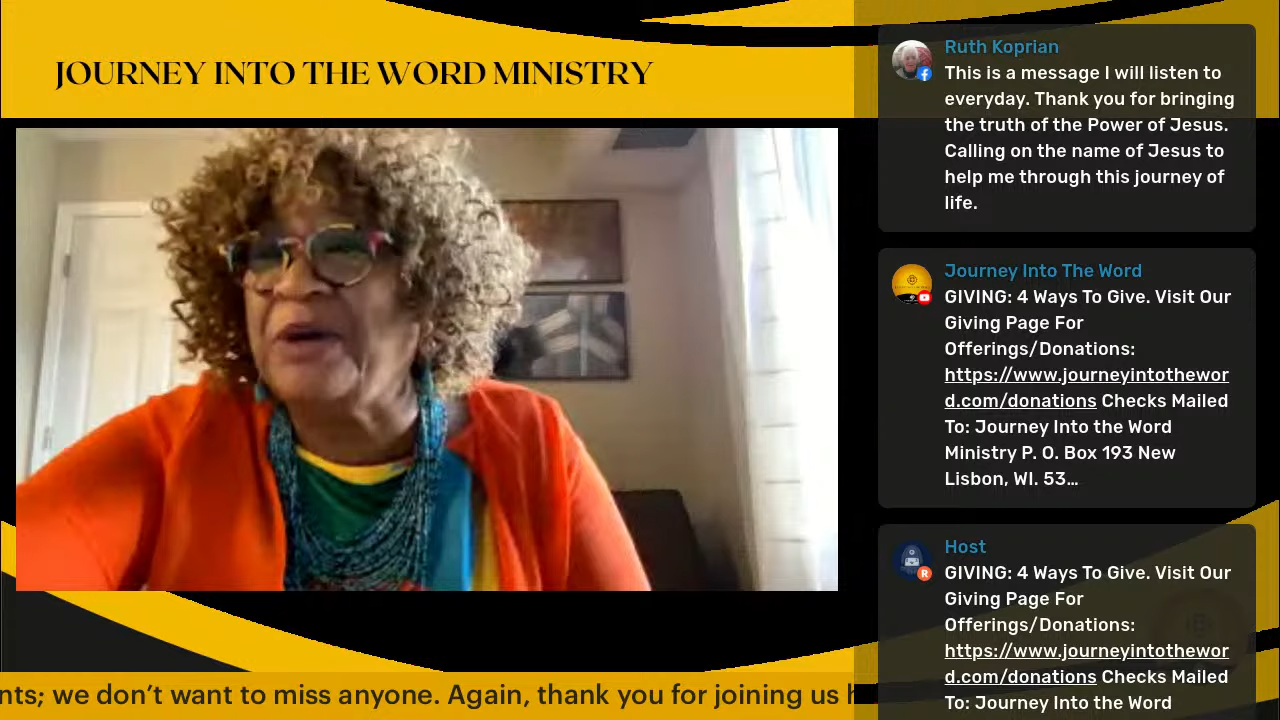 JOURNEY INTO THE WORD MINISTRY
Ruth Koprian
This is a message I will listen to
everyday. Thank you for bringing
the truth of the Power of Jesus.
Calling on the name of Jesus to
help me through this journey of
life.
Journey Into The Word
GIVING: 4 Ways To Give. Visit Our
Giving Page For
Offerings/Donations:
https://www.journeyintothewor
d.com/donations Checks Mailed
To: Journey Into the Word
Ministry P. O. Box 193 New
Lisbon, WI. 53…
Host
GIVING: 4 Ways To Give. Visit Our
Giving Page For
Offerings/Donations:
https://www.journeyintothewor
d.com/donations Checks Mailed
To: Journey Into the Word
nts; we don’t want to miss anyone. Again, thank you for joining us h